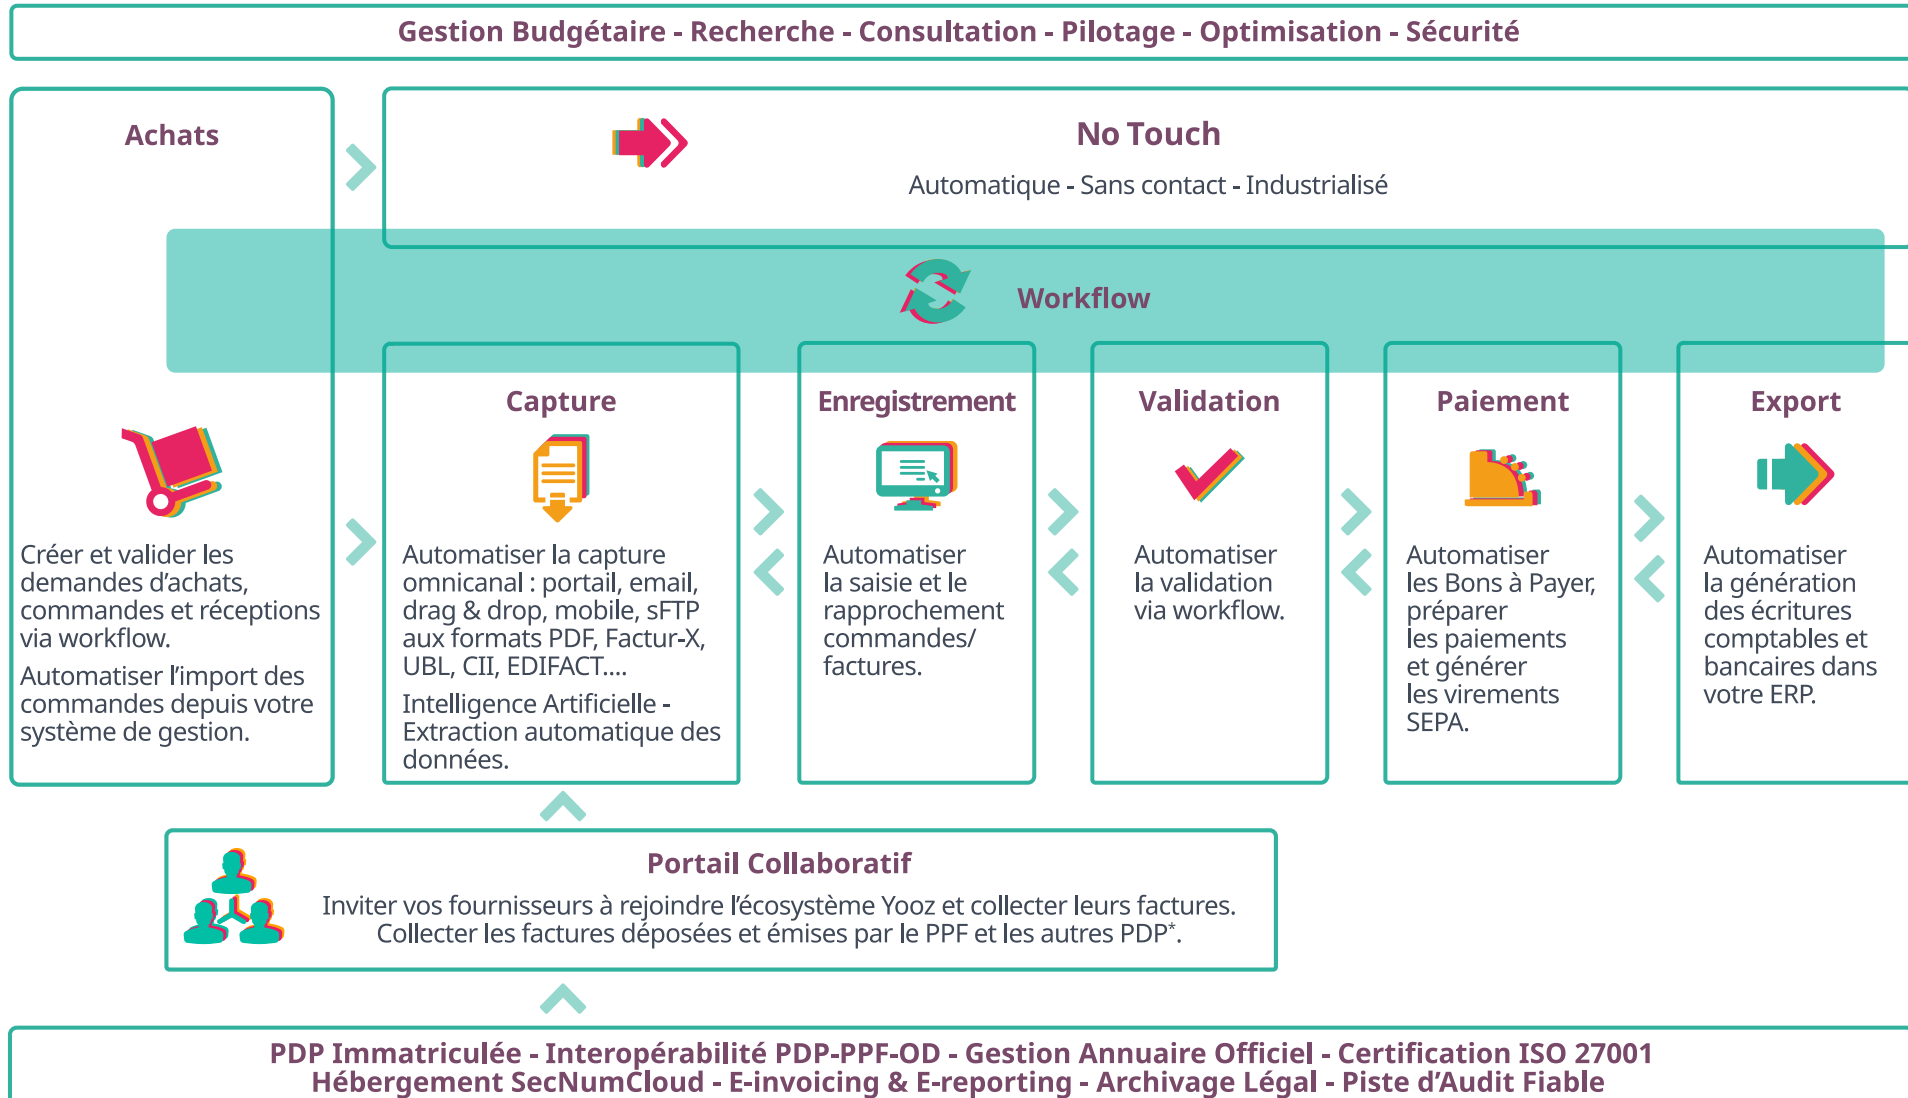 Gestion Budgétaire - Recherche - Consultation - Pilotage - Optimisation - Sécurité
Achats
No Touch
Automatique - Sans contact - Industrialisé
Workflow
Créer et valider les
demandes d’achats,
commandes et réceptions
via workflow.
Automatiser l’import des
commandes depuis votre
système de gestion.
Capture
Automatiser la capture
omnicanal : portail, email,
drag & drop, mobile, sFTP
aux formats PDF, Factur-X,
UBL, CII, EDIFACT....
Intelligence Artificielle -
Extraction automatique des
données.
Enregistrement
Automatiser
la saisie et le
rapprochement
commandes/
factures.
Validation
Automatiser
la validation
via workflow.
Paiement
Automatiser
les Bons à Payer,
préparer
les paiements
et générer
les virements
SEPA.
Export
Automatiser
la génération
des écritures
comptables et
bancaires dans
votre ERP.
Portail Collaboratif
Inviter vos fournisseurs à rejoindre l’écosystème Yooz et collecter leurs factures.
Collecter les factures déposées et émises par le PPF et les autres PDP*.
PDP Immatriculée - Interopérabilité PDP-PPF-OD - Gestion Annuaire Officiel - Certification ISO 27001
Hébergement SecNumCloud - E-invoicing & E-reporting - Archivage Légal - Piste d’Audit Fiable